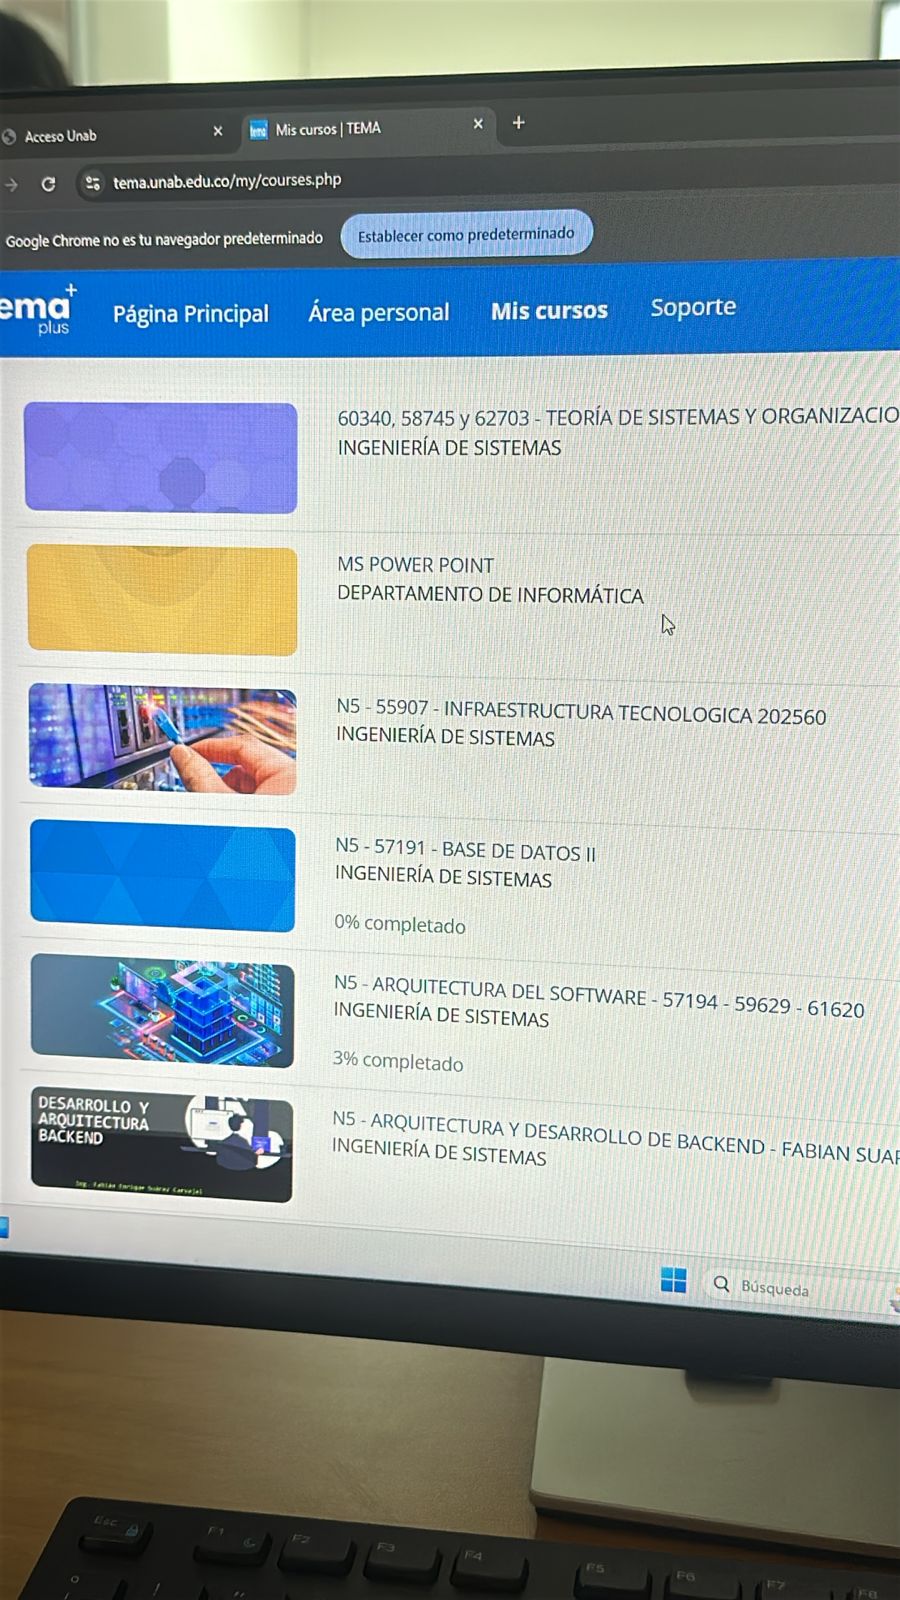 Acceso Unab
Mis cursos | TEMA
tema.unab.edu.co/my/courses.php
Google Chrome no es tu navegador predeterminado
Establecer como predeterminado
ema+
plus
Página Principal
Área personal
Mis cursos
Soporte
60340, 58745 y 62703 - TEORÍA DE SISTEMAS Y ORGANIZACIO
INGENIERÍA DE SISTEMAS
MS POWER POINT
DEPARTAMENTO DE INFORMÁTICA
N5 - 55907 - INFRAESTRUCTURA TECNOLOGICA 202560
INGENIERÍA DE SISTEMAS
N5 - 57191 - BASE DE DATOS II
INGENIERÍA DE SISTEMAS
0% completado
N5 - ARQUITECTURA DEL SOFTWARE - 57194 - 59629 - 61620
INGENIERÍA DE SISTEMAS
3% completado
DESARROLLO Y
ARQUITECTURA
BACKEND
Ing. Fabián Enrique Suárez Carvajal
N5 - ARQUITECTURA Y DESARROLLO DE BACKEND - FABIAN SUAR
INGENIERÍA DE SISTEMAS
Búsqueda
Esc
F1
F2
F3
F4
F5
F6
F7
F8